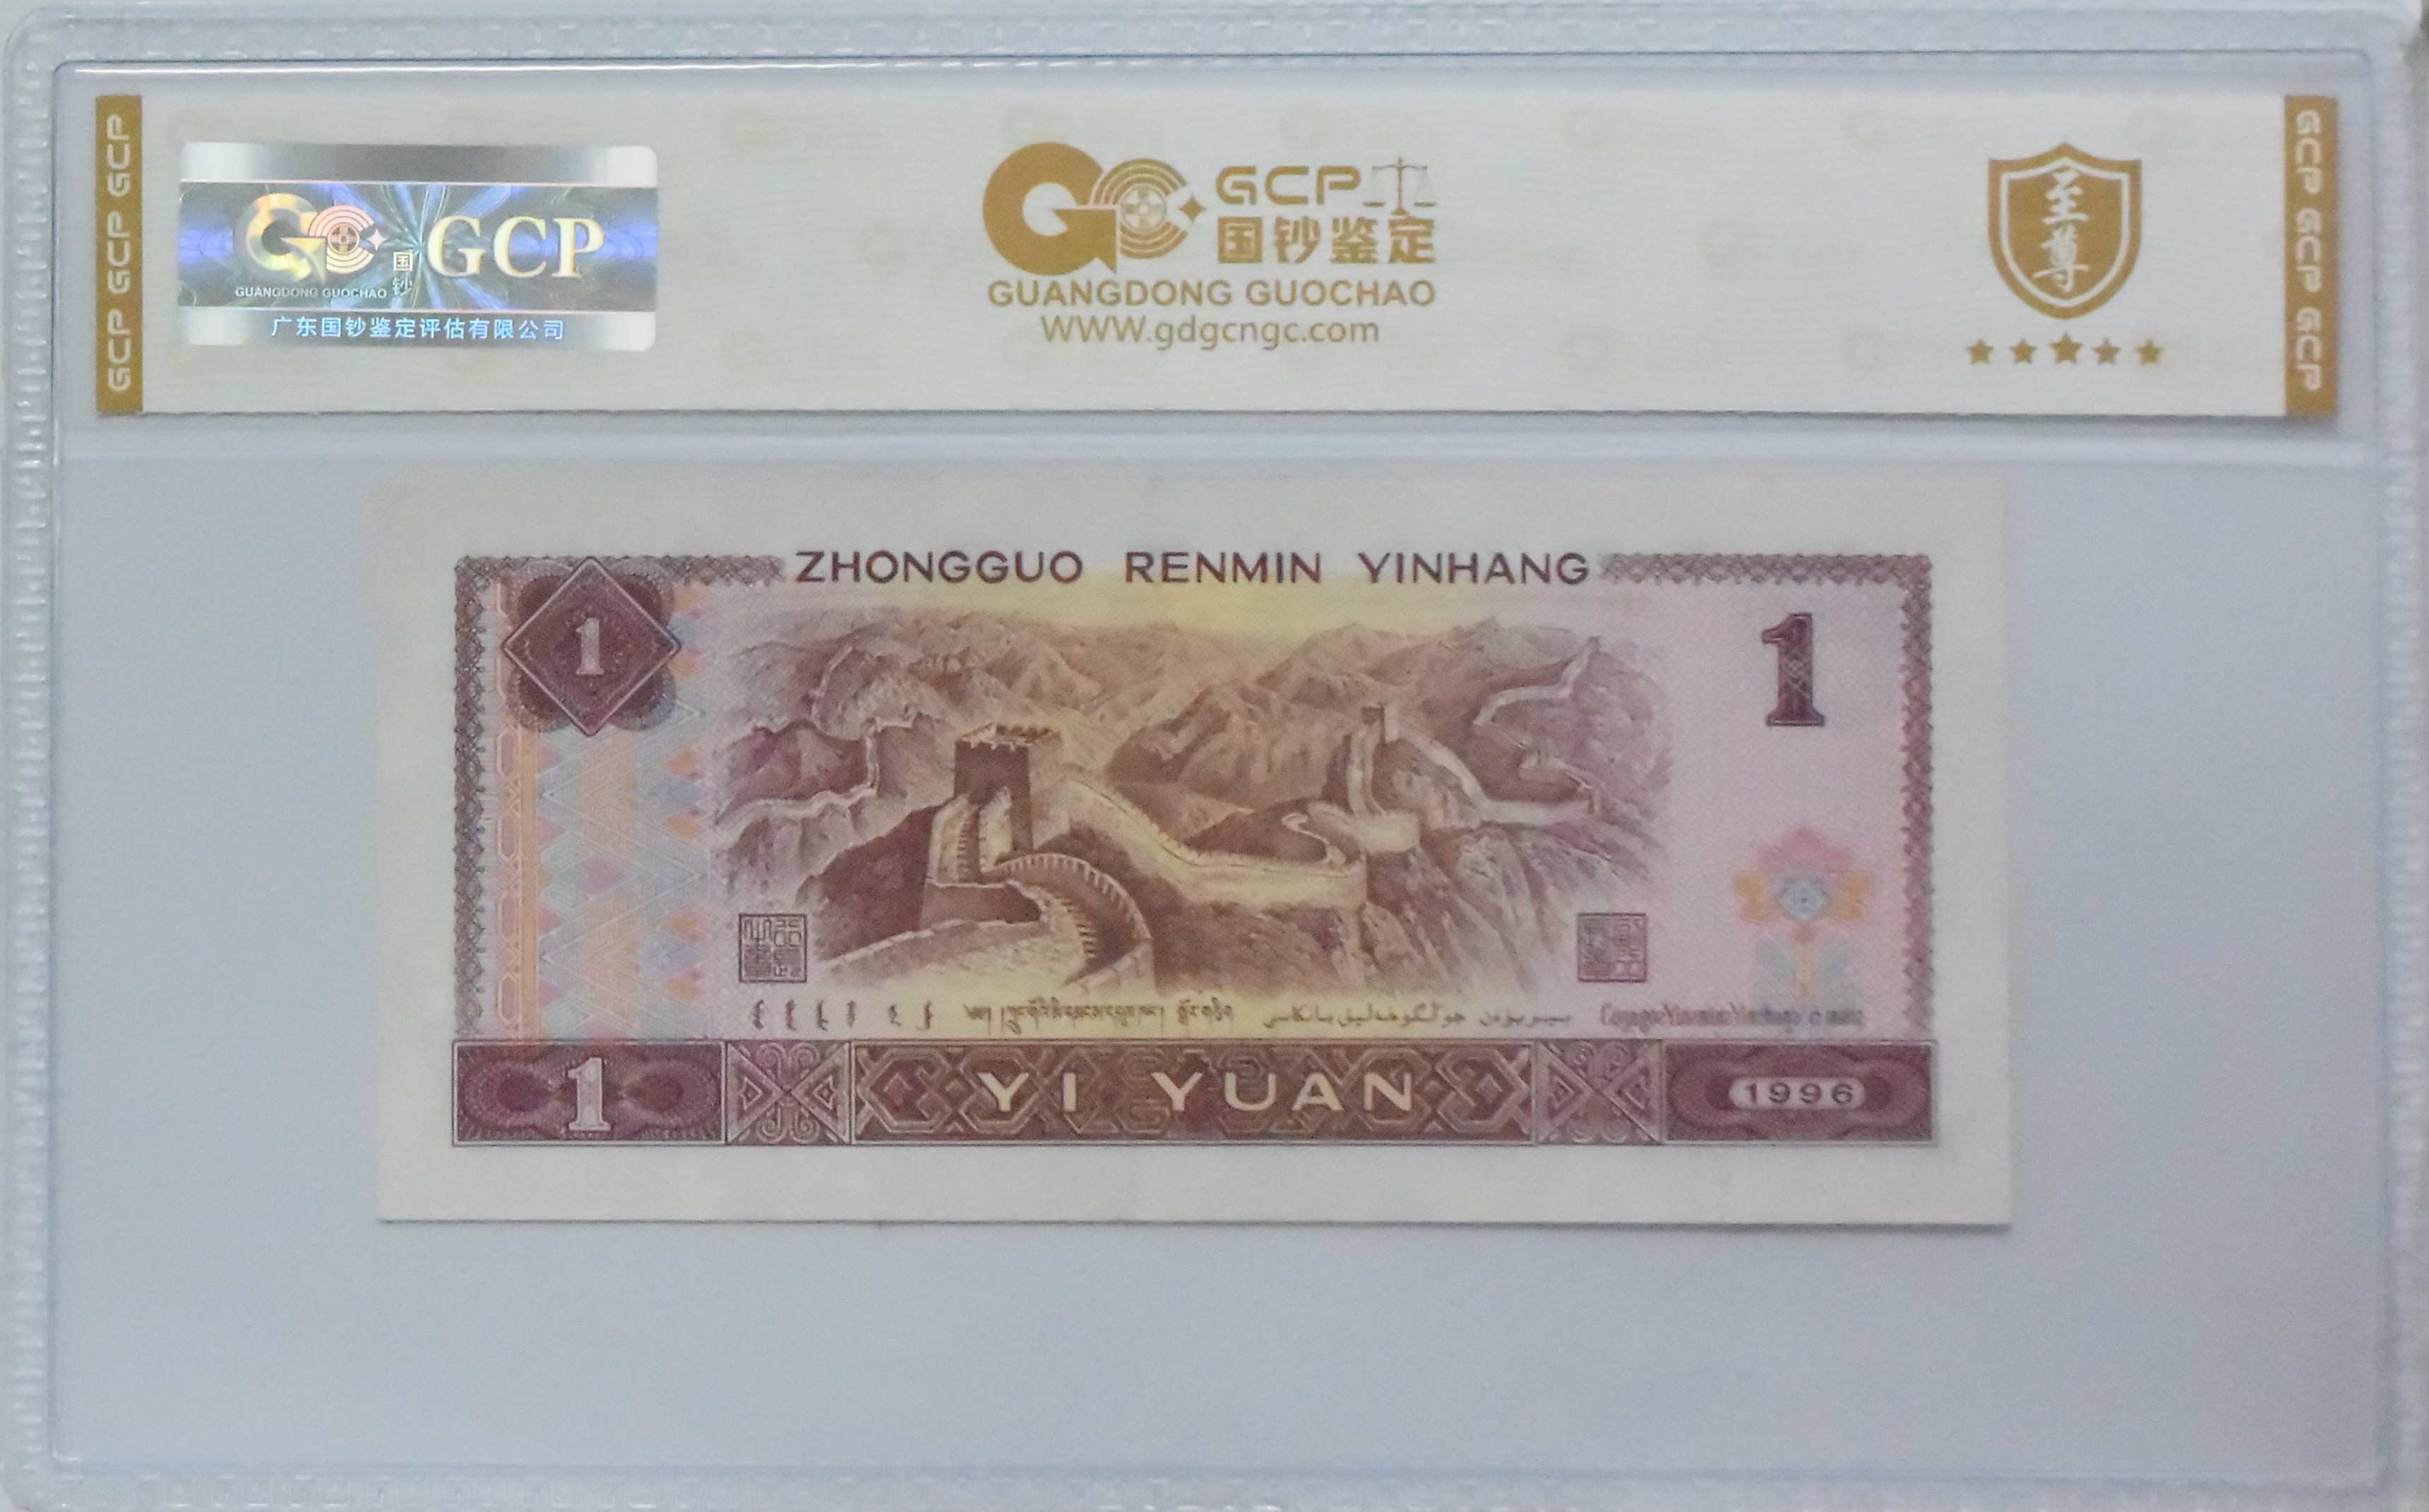 GCP GCP GCP
国钞
GCP
GUANGDONG GUOCHAO
广东国钞鉴定评估有限公司
GCP
国钞鉴定
GUANGDONG GUOCHAO
WWW.gdgcngc.com
至尊
GCP GCP GCP
ZHONGGUO RENMIN YINHANG
1
1
1
YI YUAN
1996